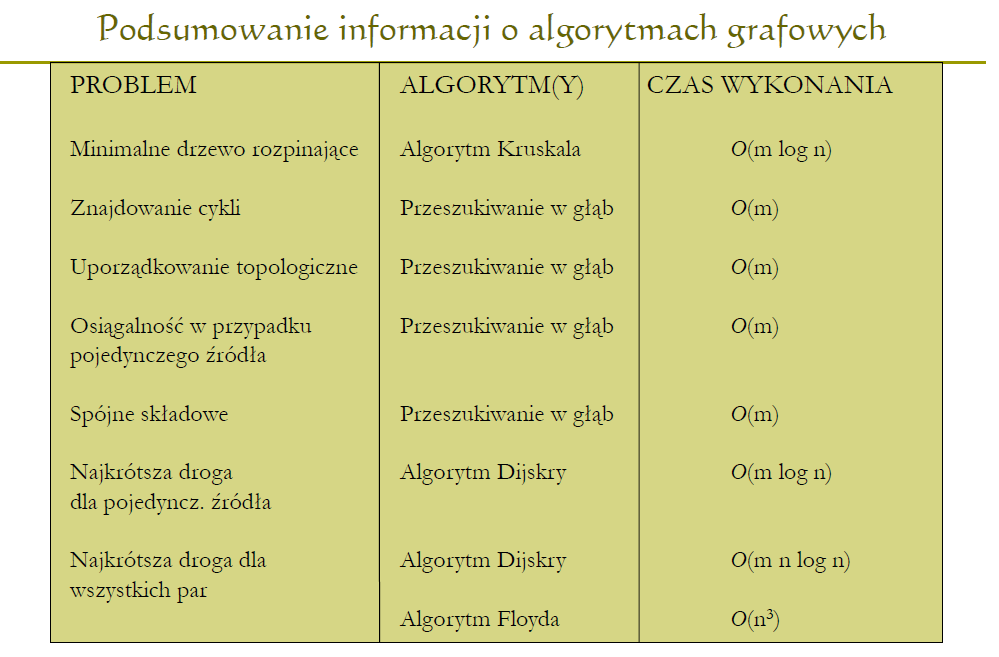 Podsumowanie informacji o algorytmach grafowych
PROBLEM ALGORYTM(Y) CZAS WYKONANIA
Minimalne drzewo rozpinające Algorytm Kruskala O(m log n)
Znajdowanie cykli Przeszukiwanie w głąb O(m)
Uporządkowanie topologiczne Przeszukiwanie w głąb O(m)
Osiągalność w przypadku Przeszukiwanie w głąb O(m)
pojedynczego źródła
Spójne składowe Przeszukiwanie w głąb O(m)
Najkrótsza droga Algorytm Dijskry O(m log n)
dla pojedyncz. źródła
Najkrótsza droga dla Algorytm Dijskry O(m n log n)
wszystkich par
Algorytm Floyda O(n³)